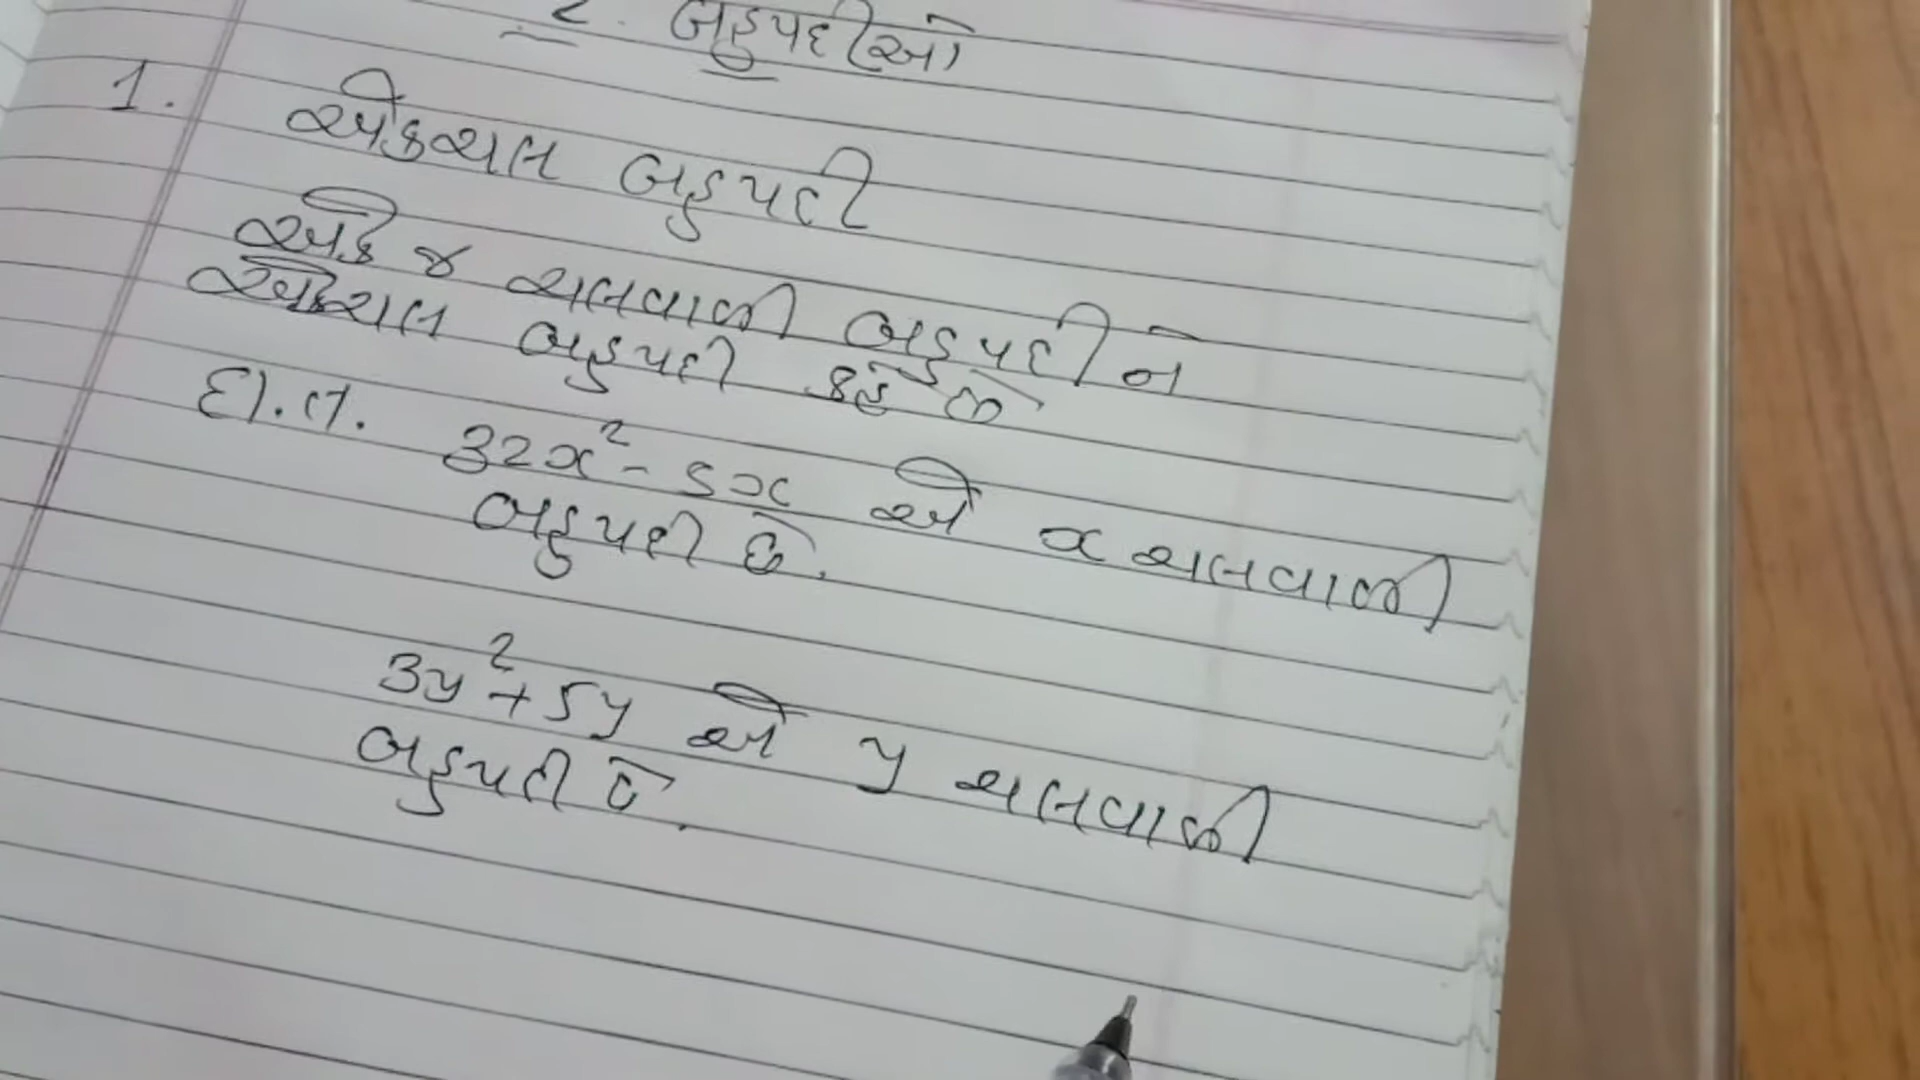 2. બહુપદીઓ
1. એકચલ બહુપદી
એક જ ચલવાળી બહુપદીને
એકચલ બહુપદી કહે છે
દા.ત. 32x² - 5x એ x ચલવાળી
બહુપદી છે.
3y² + 5y એ y ચલવાળી
બહુપદી છે.